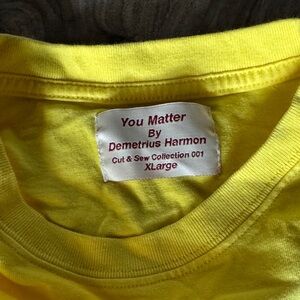 You Matter
By
Demetrius Harmon
Cut & Sew Collection 001
XLarge